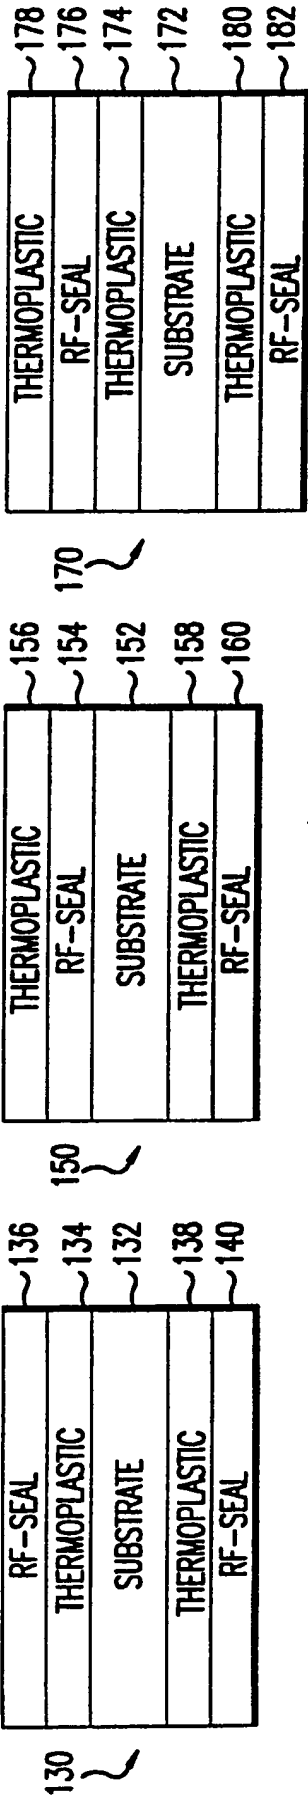 RF-SEAL 136
THERMOPLASTIC 134
SUBSTRATE 132
THERMOPLASTIC 138
RF-SEAL 140
130
THERMOPLASTIC 156
RF-SEAL 154
SUBSTRATE 152
THERMOPLASTIC 158
RF-SEAL 160
150
THERMOPLASTIC 178
RF-SEAL 176
THERMOPLASTIC 174
SUBSTRATE 172
THERMOPLASTIC 180
RF-SEAL 182
170